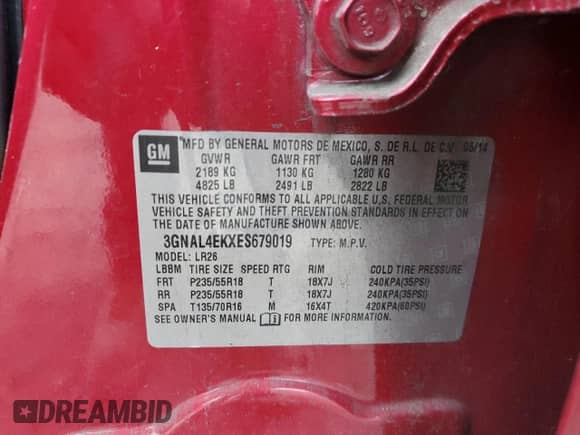 GM
MFD BY GENERAL MOTORS DE MEXICO, S. DE R.L. DE C.V. 05/14
GVWR GAWR FRT GAWR RR
2189 KG 1130 KG 1280 KG
4825 LB 2491 LB 2822 LB
THIS VEHICLE CONFORMS TO ALL APPLICABLE U.S. FEDERAL MOTOR
VEHICLE SAFETY AND THEFT PREVENTION STANDARDS IN EFFECT ON
THE DATE OF MANUFACTURE SHOWN ABOVE.
3GNAL4EKXES679019 TYPE: M.P.V.
MODEL: LR26
LBBM TIRE SIZE SPEED RTG RIM COLD TIRE PRESSURE
FRT P235/55R18 T 18X7J 240KPA(35PSI)
RR P235/55R18 T 18X7J 240KPA(35PSI)
SPA T135/70R16 M 16X4T 420KPA(60PSI)
SEE OWNER'S MANUAL FOR MORE INFORMATION.
DREAMBID